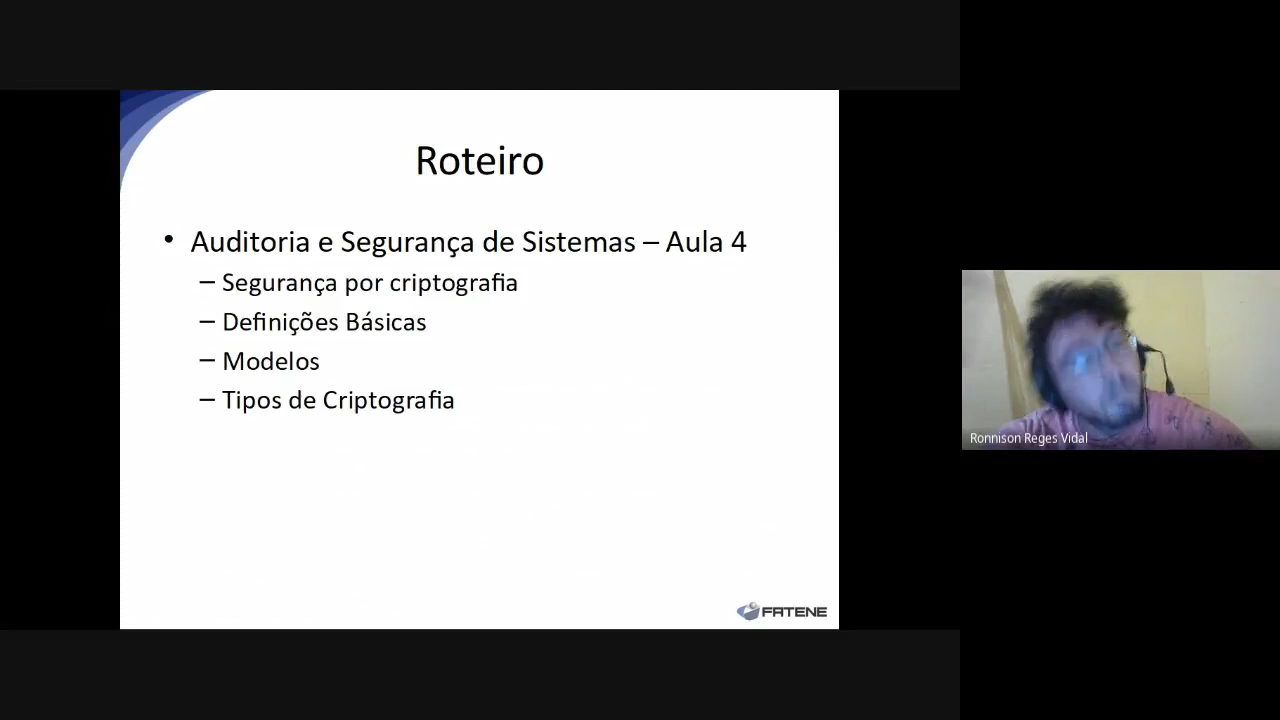 Roteiro
• Auditoria e Segurança de Sistemas – Aula 4
– Segurança por criptografia
– Definições Básicas
– Modelos
– Tipos de Criptografia
FATENE
Ronnison Reges Vidal